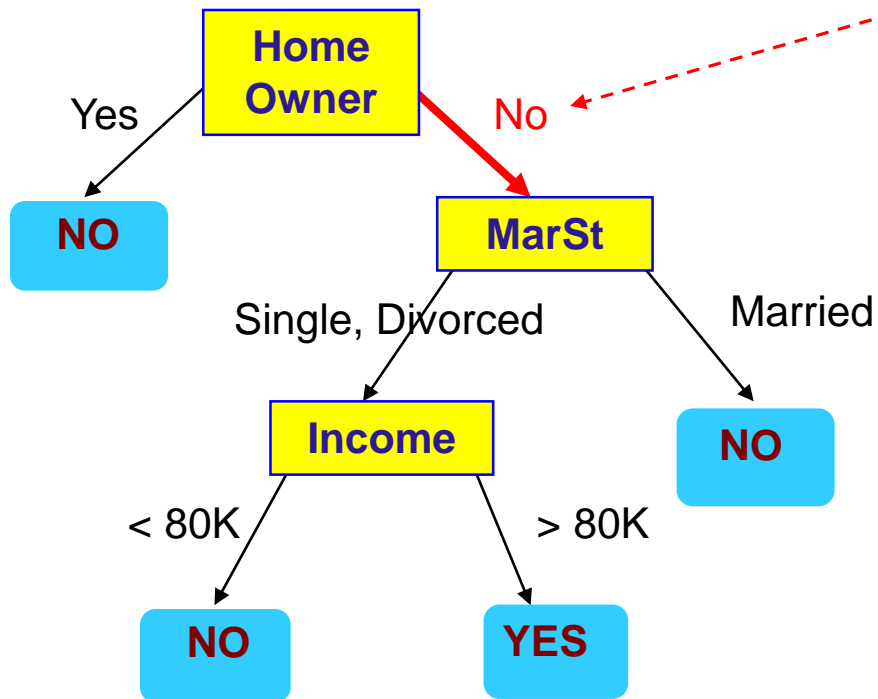 Home
Owner
Yes
No
NO
MarSt
Single, Divorced
Married
Income
NO
< 80K
> 80K
NO
YES